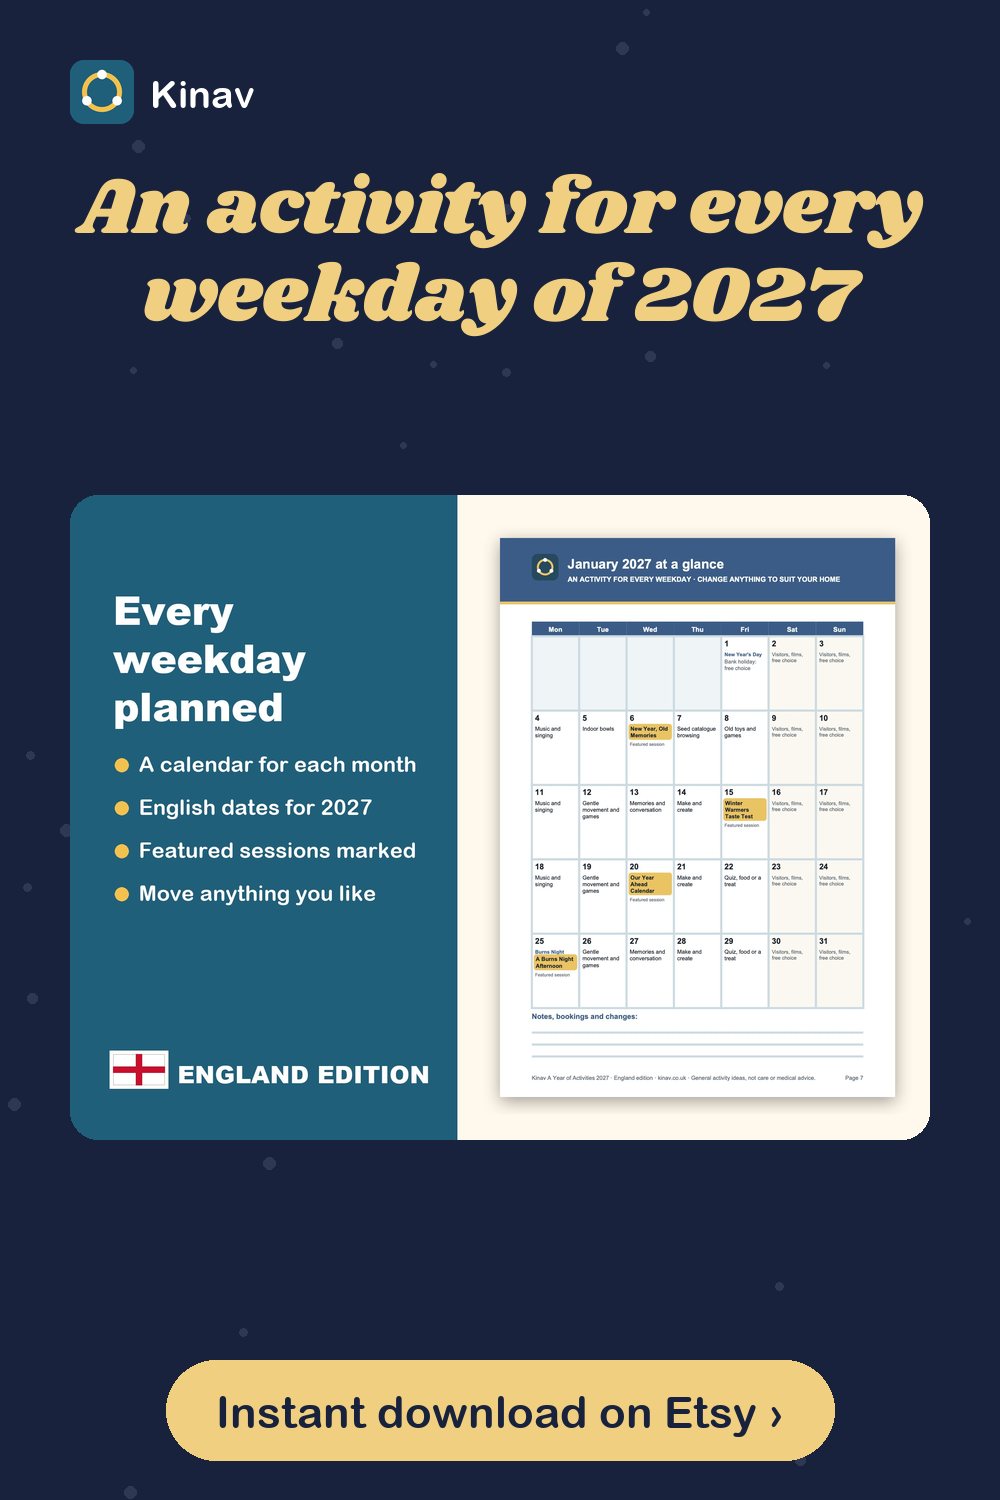 Kinav
An activity for every
weekday of 2027
Every
weekday
planned
A calendar for each month
English dates for 2027
Featured sessions marked
Move anything you like
ENGLAND EDITION
January 2027 at a glance
AN ACTIVITY FOR EVERY WEEKDAY · CHANGE ANYTHING TO SUIT YOUR HOME
Mon Tue Wed Thu Fri Sat Sun
1
New Year's Day
Bank holiday;
free choice
2
Visitors, films,
free choice
3
Visitors, films,
free choice
4
Music and
singing
5
Indoor bowls
6
New Year, Old
Memories
Featured session
7
Seed catalogue
browsing
8
Old toys and
games
9
Visitors, films,
free choice
10
Visitors, films,
free choice
11
Music and
singing
12
Gentle
movement and
games
13
Memories and
conversation
14
Make and
create
15
Winter
Warmers
Taste Test
Featured session
16
Visitors, films,
free choice
17
Visitors, films,
free choice
18
Music and
singing
19
Gentle
movement and
games
20
Our Year
Ahead
Calendar
Featured session
21
Make and
create
22
Quiz, food or a
treat
23
Visitors, films,
free choice
24
Visitors, films,
free choice
25
Burns Night
A Burns Night
Afternoon
Featured session
26
Gentle
movement and
games
27
Memories and
conversation
28
Make and
create
29
Quiz, food or a
treat
30
Visitors, films,
free choice
31
Visitors, films,
free choice
Notes, bookings and changes:
Kinav A Year of Activities 2027 · England edition · kinav.co.uk · General activity ideas, not care or medical advice. Page 7
Instant download on Etsy ›